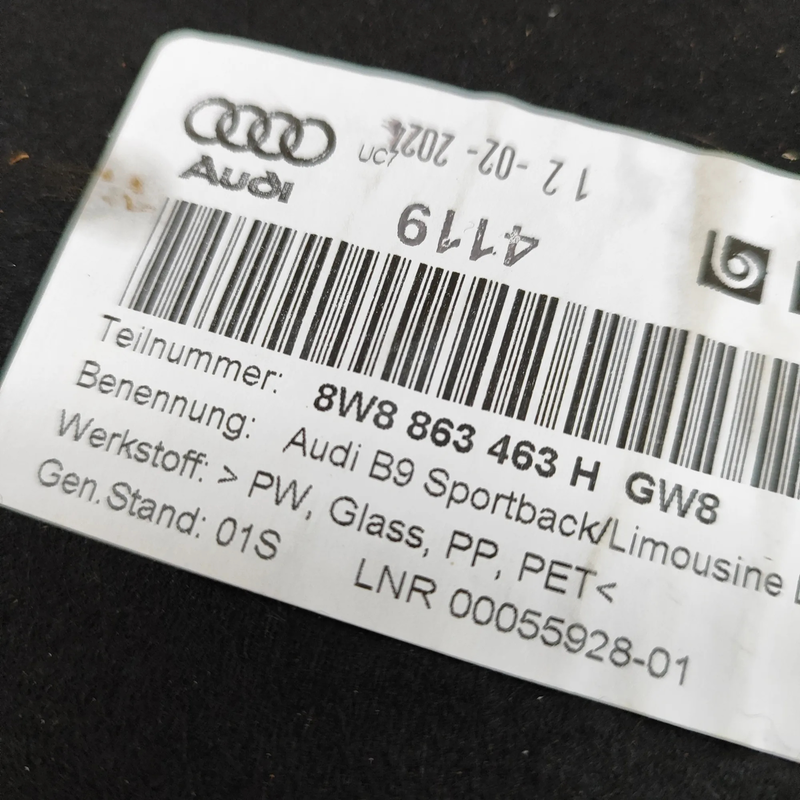 Audi
UC7
12-02-202
4119
Teilnummer: 8W8 863 463 H GW8
Benennung: Audi B9 Sportback/Limousine
Werkstoff: > PW, Glass, PP, PET<
Gen.Stand: 01S LNR 00055928-01